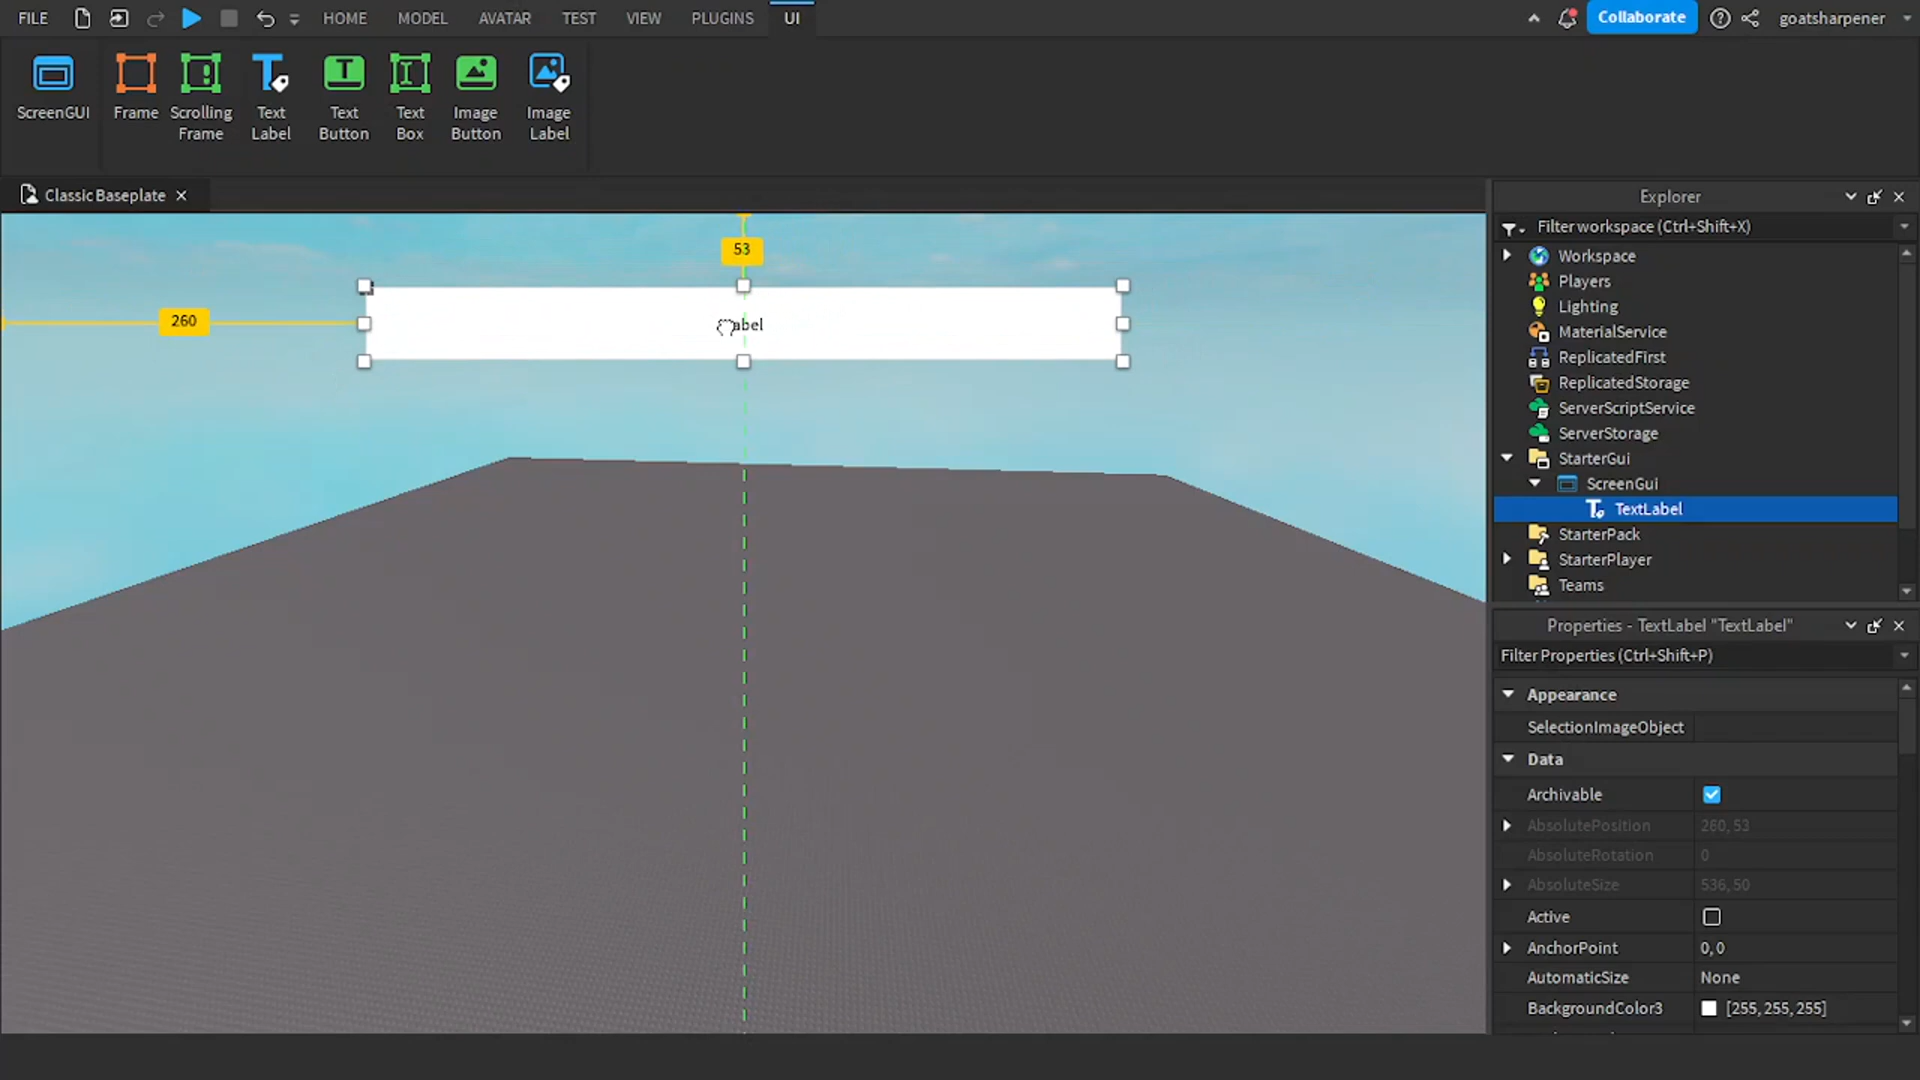 FILE HOME MODEL AVATAR TEST VIEW PLUGINS UI Collaborate goatsharpener
ScreenGUI
Frame
Scrolling
Frame
Text
Label
Text
Button
Text
Box
Image
Button
Image
Label
Classic Baseplate
53
260
abel
Explorer
Filter workspace (Ctrl+Shift+X)
Workspace
Players
Lighting
MaterialService
ReplicatedFirst
ReplicatedStorage
ServerScriptService
ServerStorage
StarterGui
ScreenGui
TextLabel
StarterPack
StarterPlayer
Teams
Properties - TextLabel "TextLabel"
Filter Properties (Ctrl+Shift+P)
Appearance
SelectionImageObject
Data
Archivable
AbsolutePosition 260, 53
AbsoluteRotation 0
AbsoluteSize 536, 50
Active
AnchorPoint 0, 0
AutomaticSize None
BackgroundColor3 [255, 255, 255]